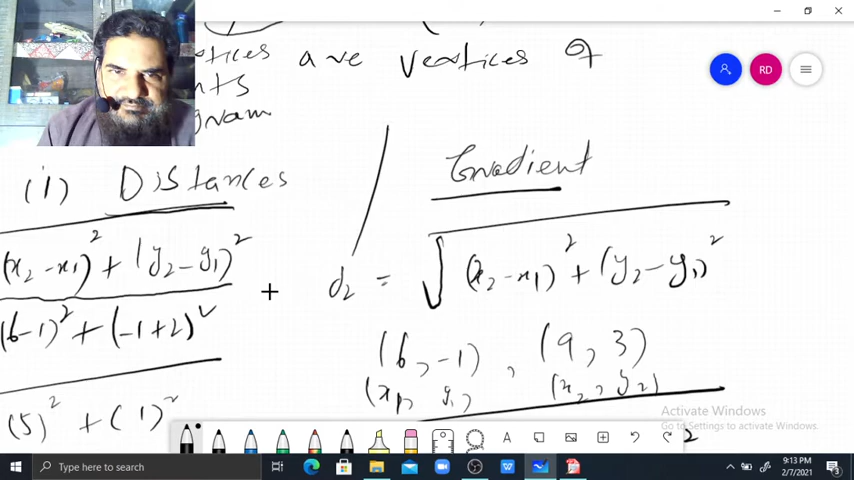 vertices are vertices of
gram
(i) Distances / Gradient
(x₂-x₁)² + (y₂-y₁)²
d₂ = √(x₂-x₁)² + (y₂-y₁)²
(6-1)² + (-1+2)²
(6, -1), (9, 3)
(x₁, y₁) (x₂, y₂)
(5)² + (1)²
RD
Activate Windows
Go to Settings to activate Windows.
A
Type here to search
9:13 PM
2/7/2021